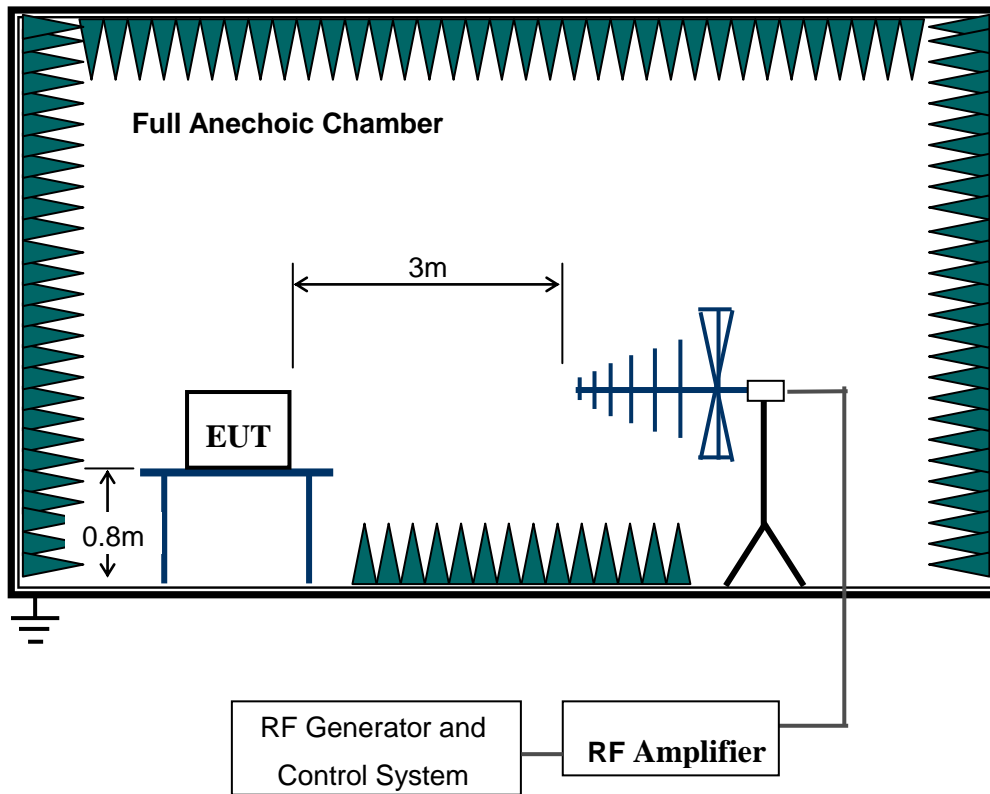 Full Anechoic Chamber
3m
EUT
0.8m
RF Generator and
Control System
RF Amplifier